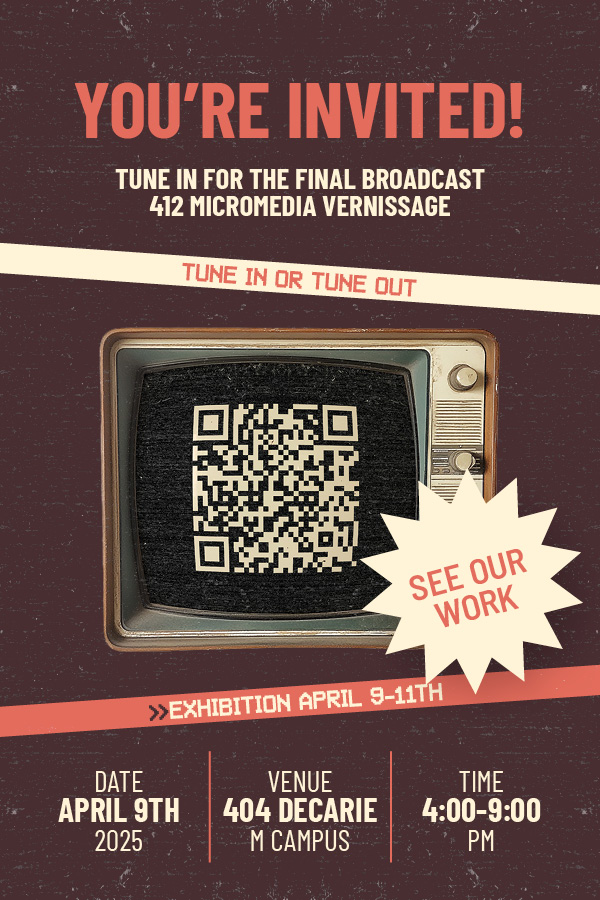 YOU'RE INVITED!
TUNE IN FOR THE FINAL BROADCAST
412 MICROMEDIA VERNISSAGE
TUNE IN OR TUNE OUT
SEE OUR
WORK
»EXHIBITION APRIL 9-11TH
DATE
APRIL 9TH
2025
VENUE
404 DECARIE
M CAMPUS
TIME
4:00-9:00
PM